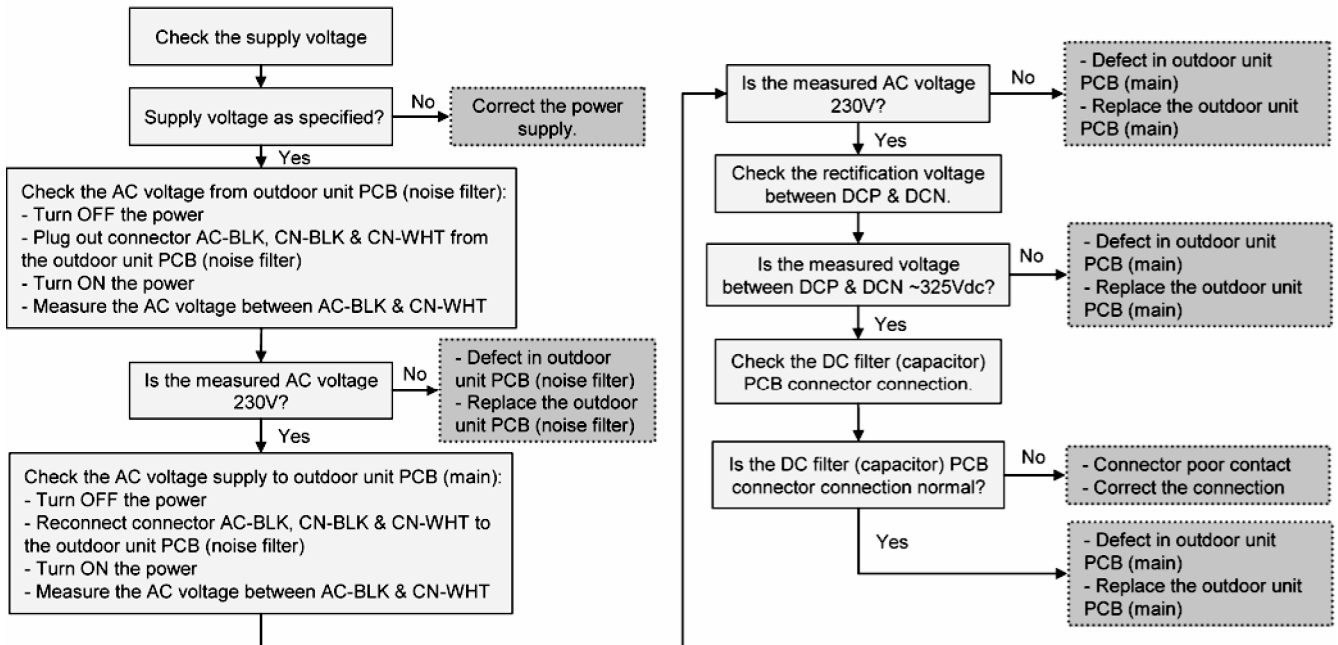 Check the supply voltage
Supply voltage as specified?
No
Correct the power
supply.
Yes
Check the AC voltage from outdoor unit PCB (noise filter):
- Turn OFF the power
- Plug out connector AC-BLK, CN-BLK & CN-WHT from
the outdoor unit PCB (noise filter)
- Turn ON the power
- Measure the AC voltage between AC-BLK & CN-WHT
Is the measured AC voltage
230V?
No
- Defect in outdoor
unit PCB (noise filter)
- Replace the outdoor
unit PCB (noise filter)
Yes
Check the AC voltage supply to outdoor unit PCB (main):
- Turn OFF the power
- Reconnect connector AC-BLK, CN-BLK & CN-WHT to
the outdoor unit PCB (noise filter)
- Turn ON the power
- Measure the AC voltage between AC-BLK & CN-WHT
Is the measured AC voltage
230V?
No
- Defect in outdoor unit
PCB (main)
- Replace the outdoor unit
PCB (main)
Yes
Check the rectification voltage
between DCP & DCN.
Is the measured voltage
between DCP & DCN ~325Vdc?
No
- Defect in outdoor unit
PCB (main)
- Replace the outdoor unit
PCB (main)
Yes
Check the DC filter (capacitor)
PCB connector connection.
Is the DC filter (capacitor) PCB
connector connection normal?
No
- Connector poor contact
- Correct the connection
Yes
- Defect in outdoor unit
PCB (main)
- Replace the outdoor unit
PCB (main)